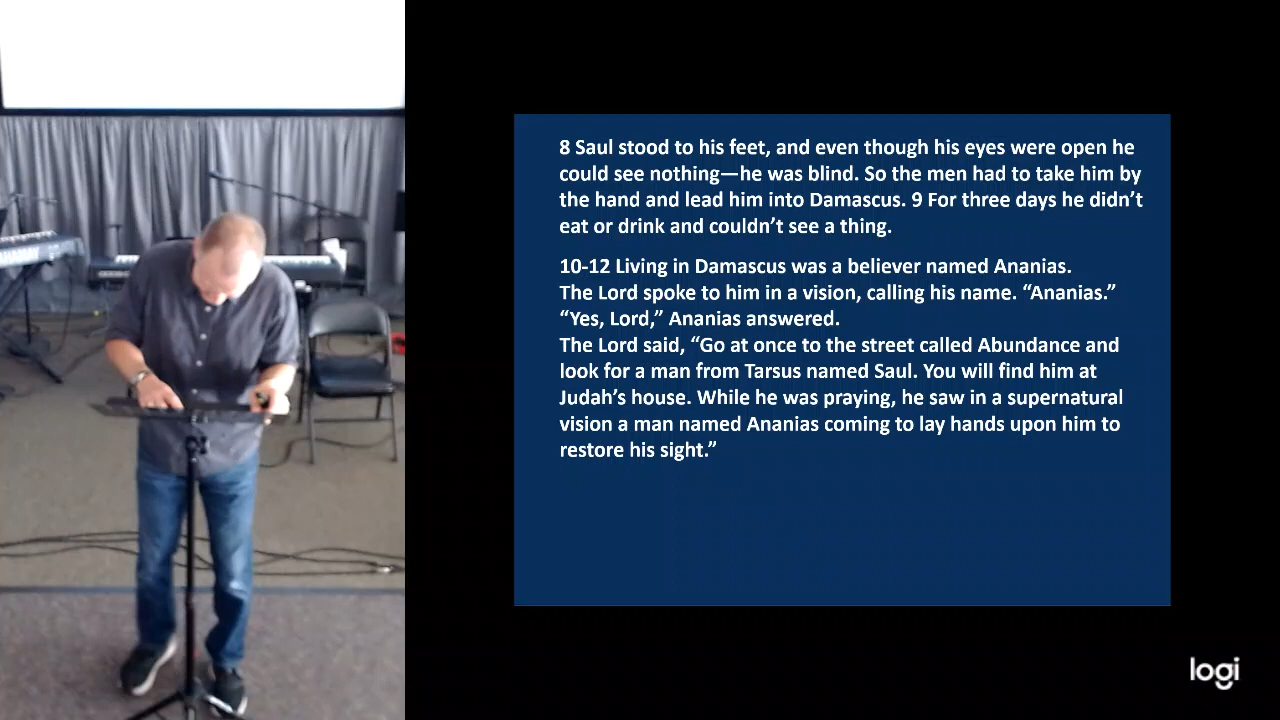 8 Saul stood to his feet, and even though his eyes were open he
could see nothing—he was blind. So the men had to take him by
the hand and lead him into Damascus. 9 For three days he didn’t
eat or drink and couldn’t see a thing.
10-12 Living in Damascus was a believer named Ananias.
The Lord spoke to him in a vision, calling his name. “Ananias.”
“Yes, Lord,” Ananias answered.
The Lord said, “Go at once to the street called Abundance and
look for a man from Tarsus named Saul. You will find him at
Judah’s house. While he was praying, he saw in a supernatural
vision a man named Ananias coming to lay hands upon him to
restore his sight.”
logi